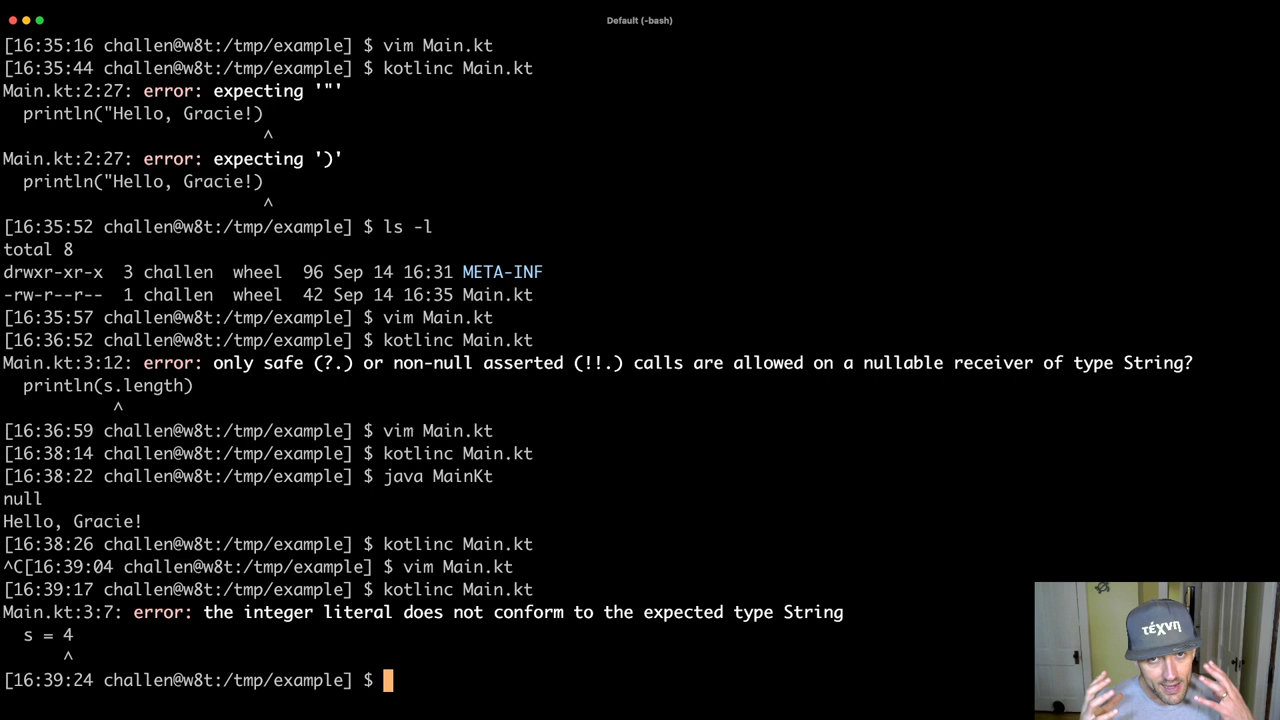 Default (-bash)
[16:35:16 challen@w8t:/tmp/example] $ vim Main.kt
[16:35:44 challen@w8t:/tmp/example] $ kotlinc Main.kt
Main.kt:2:27: error: expecting '"'
  println("Hello, Gracie!)
                          ^
Main.kt:2:27: error: expecting ')'
  println("Hello, Gracie!)
                          ^
[16:35:52 challen@w8t:/tmp/example] $ ls -l
total 8
drwxr-xr-x  3 challen  wheel  96 Sep 14 16:31 META-INF
-rw-r--r--  1 challen  wheel  42 Sep 14 16:35 Main.kt
[16:35:57 challen@w8t:/tmp/example] $ vim Main.kt
[16:36:52 challen@w8t:/tmp/example] $ kotlinc Main.kt
Main.kt:3:12: error: only safe (?.) or non-null asserted (!!.) calls are allowed on a nullable receiver of type String?
  println(s.length)
           ^
[16:36:59 challen@w8t:/tmp/example] $ vim Main.kt
[16:38:14 challen@w8t:/tmp/example] $ kotlinc Main.kt
[16:38:22 challen@w8t:/tmp/example] $ java MainKt
null
Hello, Gracie!
[16:38:26 challen@w8t:/tmp/example] $ kotlinc Main.kt
^C[16:39:04 challen@w8t:/tmp/example] $ vim Main.kt
[16:39:17 challen@w8t:/tmp/example] $ kotlinc Main.kt
Main.kt:3:7: error: the integer literal does not conform to the expected type String
  s = 4
      ^
[16:39:24 challen@w8t:/tmp/example] $
τέχνη